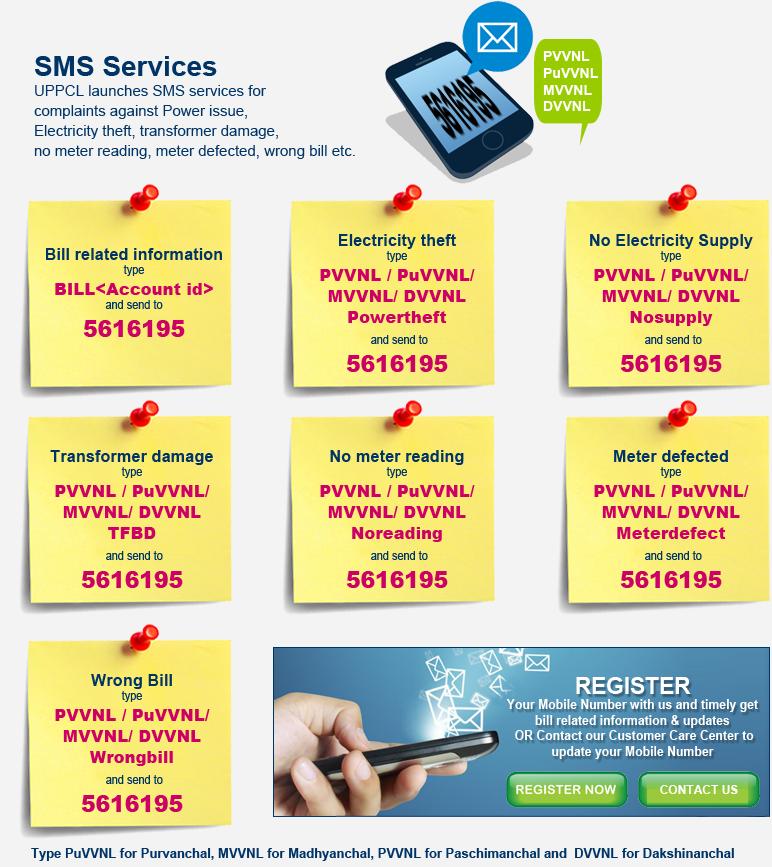 SMS Services
UPPCL launches SMS services for
complaints against Power issue,
Electricity theft, transformer damage,
no meter reading, meter defected, wrong bill etc.
5616195
PVVNL
PuVVNL
MVVNL
DVVNL
Bill related information
type
BILL<Account id>
and send to
5616195
Electricity theft
type
PVVNL / PuVVNL/
MVVNL/ DVVNL
Powertheft
and send to
5616195
No Electricity Supply
type
PVVNL / PuVVNL/
MVVNL/ DVVNL
Nosupply
and send to
5616195
Transformer damage
type
PVVNL / PuVVNL/
MVVNL/ DVVNL
TFBD
and send to
5616195
No meter reading
type
PVVNL / PuVVNL/
MVVNL/ DVVNL
Noreading
and send to
5616195
Meter defected
type
PVVNL / PuVVNL/
MVVNL/ DVVNL
Meterdefect
and send to
5616195
Wrong Bill
type
PVVNL / PuVVNL/
MVVNL/ DVVNL
Wrongbill
and send to
5616195
REGISTER
Your Mobile Number with us and timely get
bill related information & updates
OR Contact our Customer Care Center to
update your Mobile Number
REGISTER NOW
CONTACT US
Type PuVVNL for Purvanchal, MVVNL for Madhyanchal, PVVNL for Paschimanchal and DVVNL for Dakshinanchal